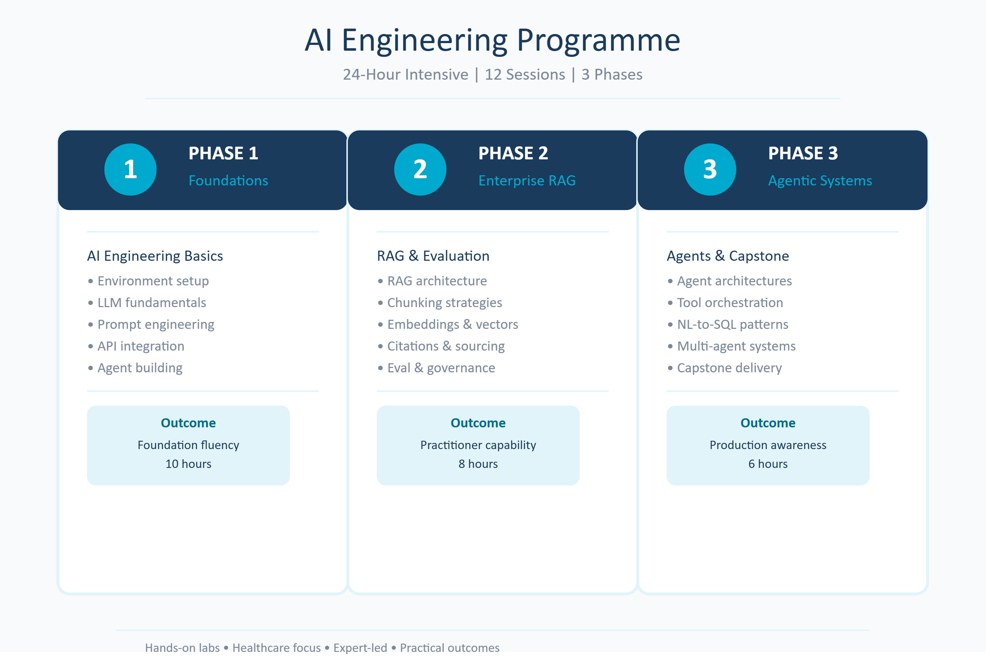 AI Engineering Programme
24-Hour Intensive | 12 Sessions | 3 Phases
1
PHASE 1
Foundations
AI Engineering Basics
• Environment setup
• LLM fundamentals
• Prompt engineering
• API integration
• Agent building
Outcome
Foundation fluency
10 hours
2
PHASE 2
Enterprise RAG
RAG & Evaluation
• RAG architecture
• Chunking strategies
• Embeddings & vectors
• Citations & sourcing
• Eval & governance
Outcome
Practitioner capability
8 hours
3
PHASE 3
Agentic Systems
Agents & Capstone
• Agent architectures
• Tool orchestration
• NL-to-SQL patterns
• Multi-agent systems
• Capstone delivery
Outcome
Production awareness
6 hours
Hands-on labs • Healthcare focus • Expert-led • Practical outcomes